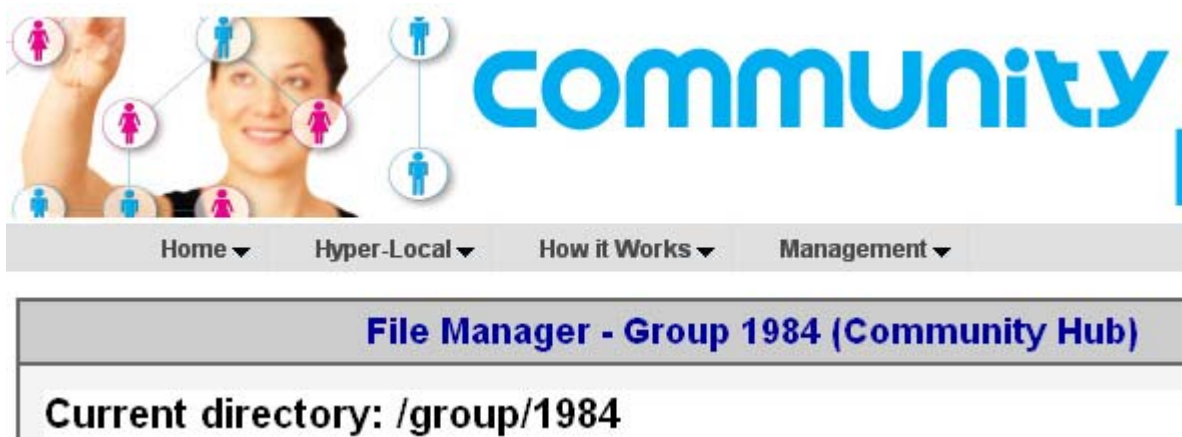 community
Home Hyper-Local How it Works Management
File Manager - Group 1984 (Community Hub)
Current directory: /group/1984